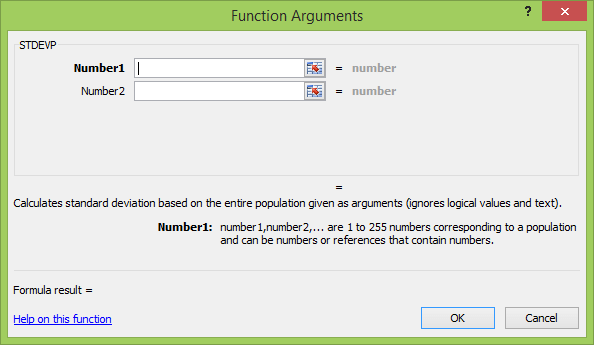 Function Arguments
? ×
STDEVP
Number1 = number
Number2 = number
=
Calculates standard deviation based on the entire population given as arguments (ignores logical values and text).
Number1: number1,number2,... are 1 to 255 numbers corresponding to a population
and can be numbers or references that contain numbers.
Formula result =
Help on this function
OK Cancel